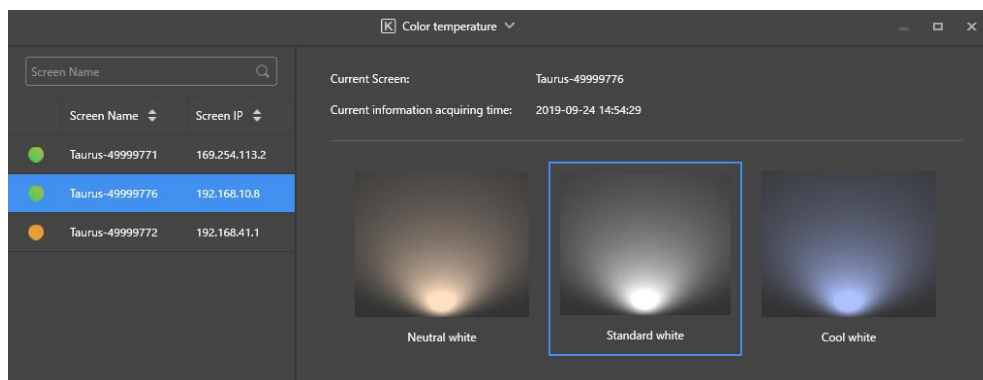 K Color temperature
Screen Name
Screen Name Screen IP
Taurus-49999771 169.254.113.2
Taurus-49999776 192.168.10.8
Taurus-49999772 192.168.41.1
Current Screen: Taurus-49999776
Current information acquiring time: 2019-09-24 14:54:29
Neutral white
Standard white
Cool white